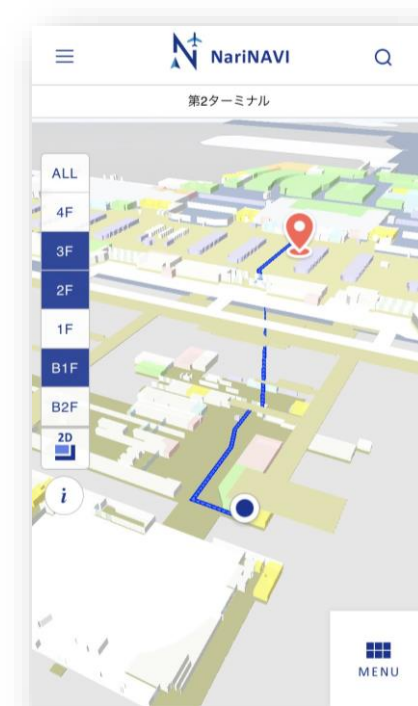 NariNAVI
第2ターミナル
ALL
4F
3F
2F
1F
B1F
B2F
2D
i
MENU